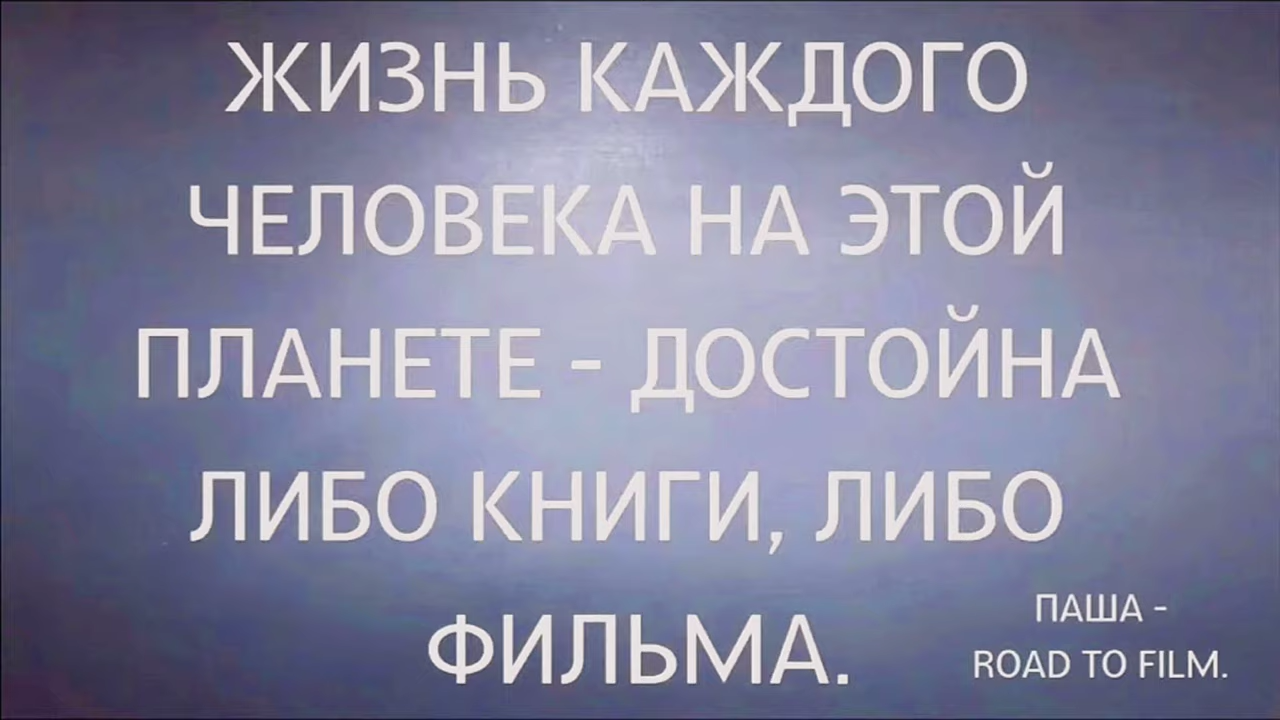 ЖИЗНЬ КАЖДОГО
ЧЕЛОВЕКА НА ЭТОЙ
ПЛАНЕТЕ - ДОСТОЙНА
ЛИБО КНИГИ, ЛИБО
ФИЛЬМА.
ПАША -
ROAD TO FILM.